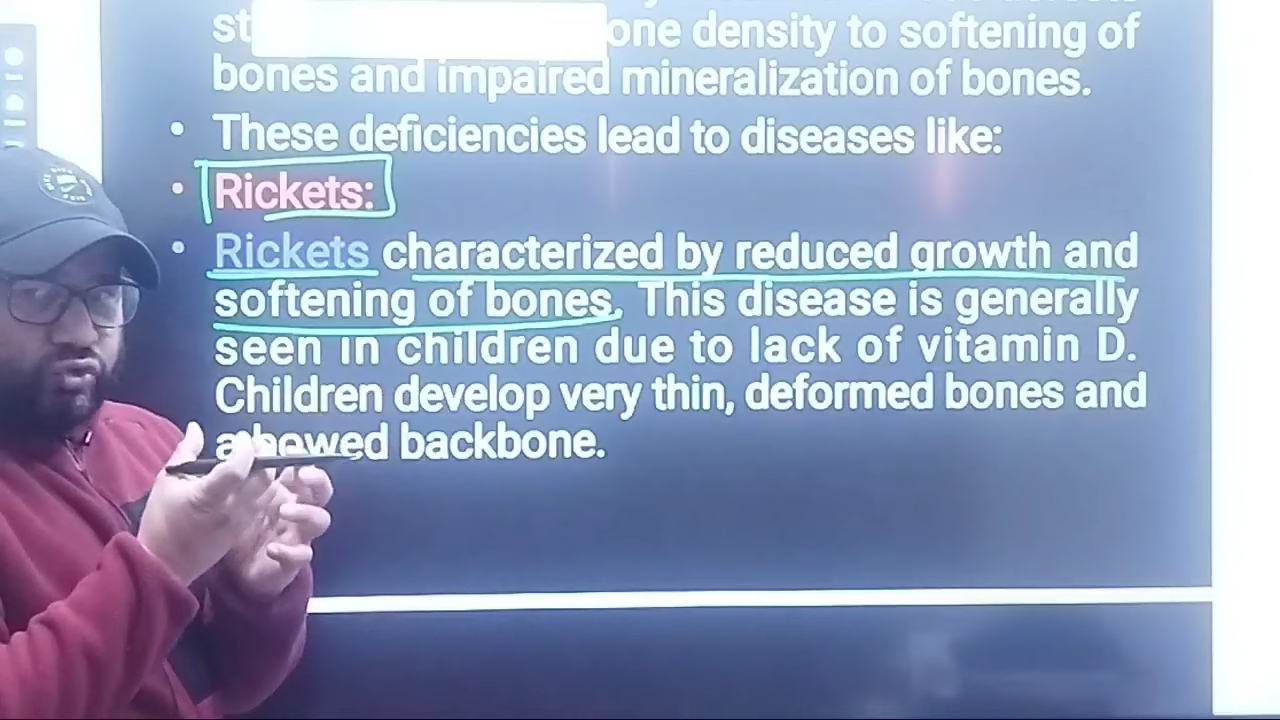 one density to softening of
bones and impaired mineralization of bones.
• These deficiencies lead to diseases like:
• Rickets:
• Rickets characterized by reduced growth and
softening of bones. This disease is generally
seen in children due to lack of vitamin D.
Children develop very thin, deformed bones and
a bowed backbone.